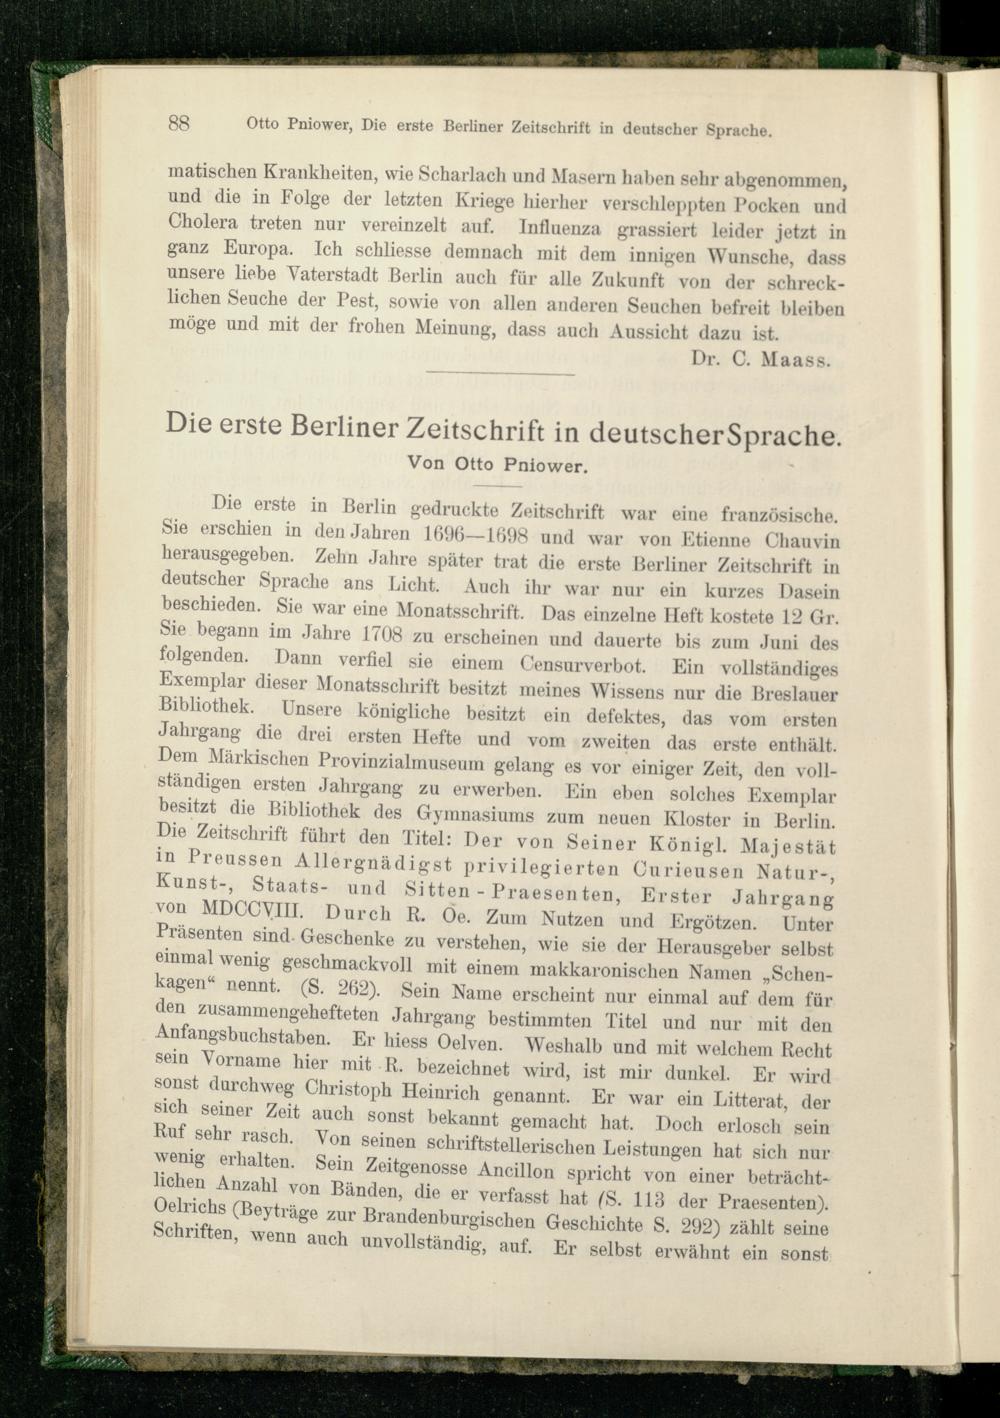 88 Otto Pniower, Die erste Berliner Zeitschrift in deutscher Sprache.
matischen Krankheiten, wie Scharlach und Masern haben sehr abgenommen,
und die in Folge der letzten Kriege hierher verschleppten Pocken und
Cholera treten nur vereinzelt auf. Influenza grassiert leider jetzt in
ganz Europa. Ich schliesse demnach mit dem innigen Wunsche, dass
unsere liebe Vaterstadt Berlin auch für alle Zukunft von der schreck-
lichen Seuche der Pest, sowie von allen anderen Seuchen befreit bleiben
möge und mit der frohen Meinung, dass auch Aussicht dazu ist.
Dr. C. Maass.
Die erste Berliner Zeitschrift in deutscher Sprache.
Von Otto Pniower.
Die erste in Berlin gedruckte Zeitschrift war eine französische.
Sie erschien in den Jahren 1696—1698 und war von Etienne Chauvin
herausgegeben. Zehn Jahre später trat die erste Berliner Zeitschrift in
deutscher Sprache ans Licht. Auch ihr war nur ein kurzes Dasein
beschieden. Sie war eine Monatsschrift. Das einzelne Heft kostete 12 Gr.
Sie begann im Jahre 1708 zu erscheinen und dauerte bis zum Juni des
folgenden. Dann verfiel sie einem Censurverbot. Ein vollständiges
Exemplar dieser Monatsschrift besitzt meines Wissens nur die Breslauer
Bibliothek. Unsere königliche besitzt ein defektes, das vom ersten
Jahrgang die drei ersten Hefte und vom zweiten das erste enthält.
Dem Märkischen Provinzialmuseum gelang es vor einiger Zeit, den voll-
ständigen ersten Jahrgang zu erwerben. Ein eben solches Exemplar
besitzt die Bibliothek des Gymnasiums zum neuen Kloster in Berlin.
Die Zeitschrift führt den Titel: Der von Seiner Königl. Majestät
in Preussen Allergnädigst privilegierten Curieusen Natur-,
Kunst-, Staats- und Sitten-Praesenten, Erster Jahrgang
von MDCCVIII. Durch R. Oe. Zum Nutzen und Ergötzen. Unter
Präsenten sind Geschenke zu verstehen, wie sie der Herausgeber selbst
einmal wenig geschmackvoll mit einem makkaronischen Namen „Schen-
kagen“ nennt. (S. 262). Sein Name erscheint nur einmal auf dem für
den zusammengehefteten Jahrgang bestimmten Titel und nur mit den
Anfangsbuchstaben. Er hiess Oelven. Weshalb und mit welchem Recht
sein Vorname hier mit R. bezeichnet wird, ist mir dunkel. Er wird
sonst durchweg Christoph Heinrich genannt. Er war ein Litterat, der
sich seiner Zeit auch sonst bekannt gemacht hat. Doch erlosch sein
Ruf sehr rasch. Von seinen schriftstellerischen Leistungen hat sich nur
wenig erhalten. Sein Zeitgenosse Ancillon spricht von einer beträcht-
lichen Anzahl von Bänden, die er verfasst hat (S. 113 der Praesenten).
Oelrichs (Beyträge zur Brandenburgischen Geschichte S. 292) zählt seine
Schriften, wenn auch unvollständig, auf. Er selbst erwähnt ein sonst